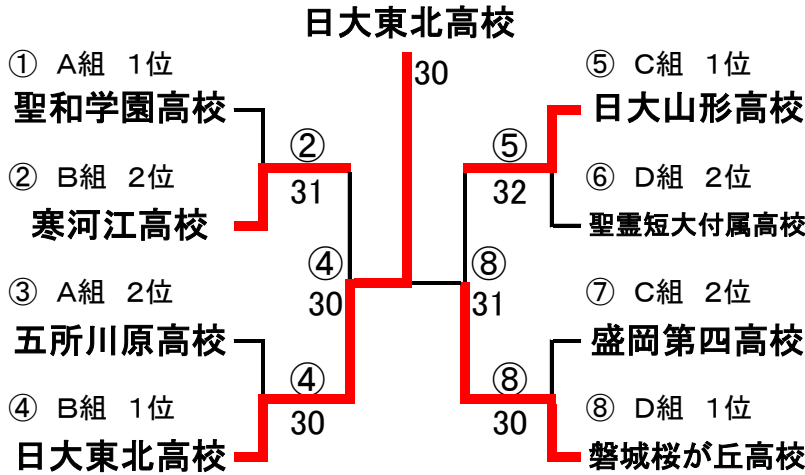 日大東北高校
30
① A組 1位
聖和学園高校
② B組 2位
寒河江高校
③ A組 2位
五所川原高校
④ B組 1位
日大東北高校
②
31
④
30
④
30
⑤ C組 1位
日大山形高校
⑥ D組 2位
聖霊短大付属高校
⑦ C組 2位
盛岡第四高校
⑧ D組 1位
磐城桜が丘高校
⑤
32
⑧
31
⑧
30